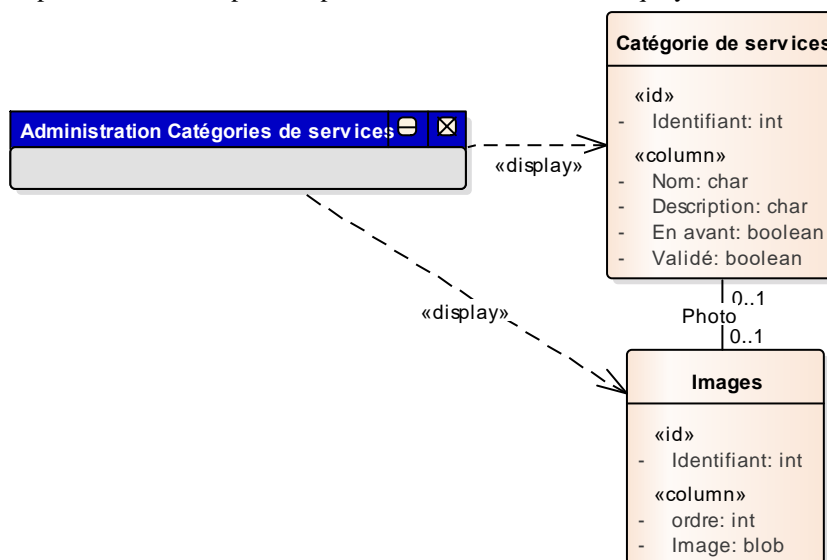 Catégorie de services
«id»
- Identifiant: int
«column»
- Nom: char
- Description: char
- En avant: boolean
- Validé: boolean
Administration Catégories de services
«display»
«display»
0..1
Photo
0..1
Images
«id»
- Identifiant: int
«column»
- ordre: int
- Image: blob